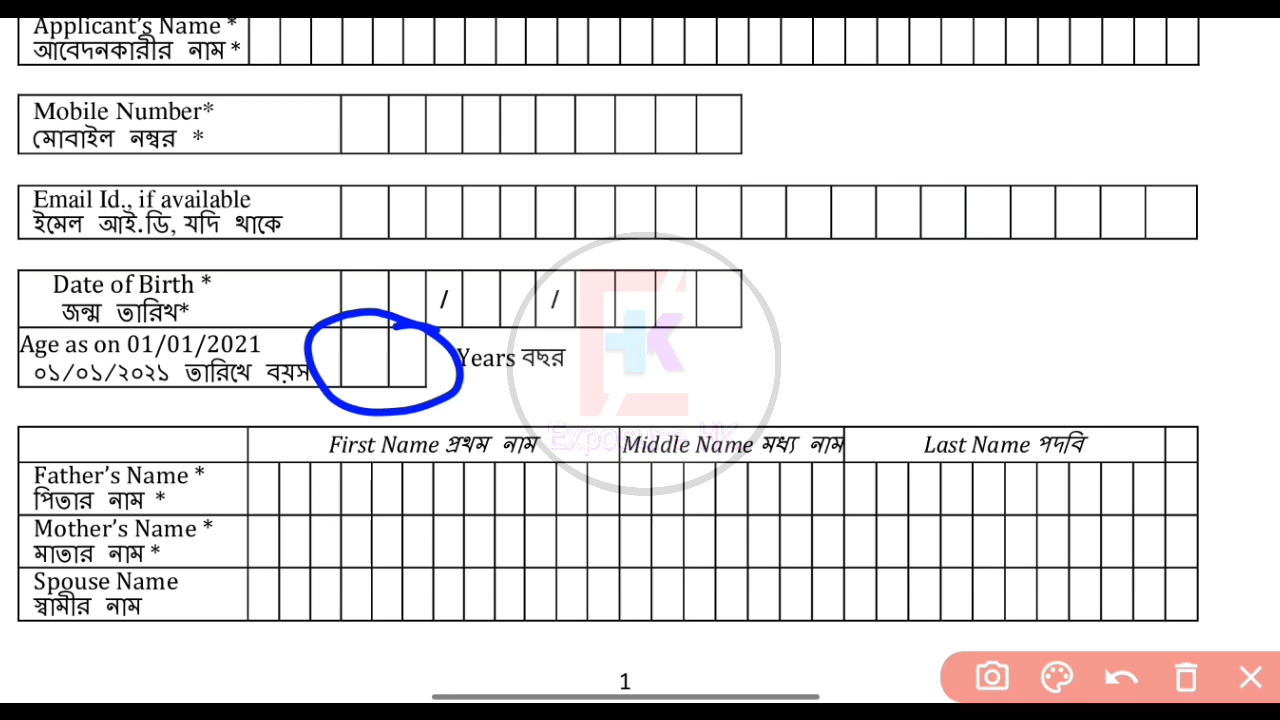 Applicant's Name *
আবেদনকারীর নাম *
Mobile Number*
মোবাইল নম্বর *
Email Id., if available
ইমেল আই.ডি, যদি থাকে
Date of Birth *
জন্ম তারিখ*
/ /
Age as on 01/01/2021
০১/০১/২০২১ তারিখে বয়স
Years বছর
First Name প্রথম নাম Middle Name মধ্য নাম Last Name পদবি
Father's Name *
পিতার নাম *
Mother's Name *
মাতার নাম *
Spouse Name
স্বামীর নাম
1